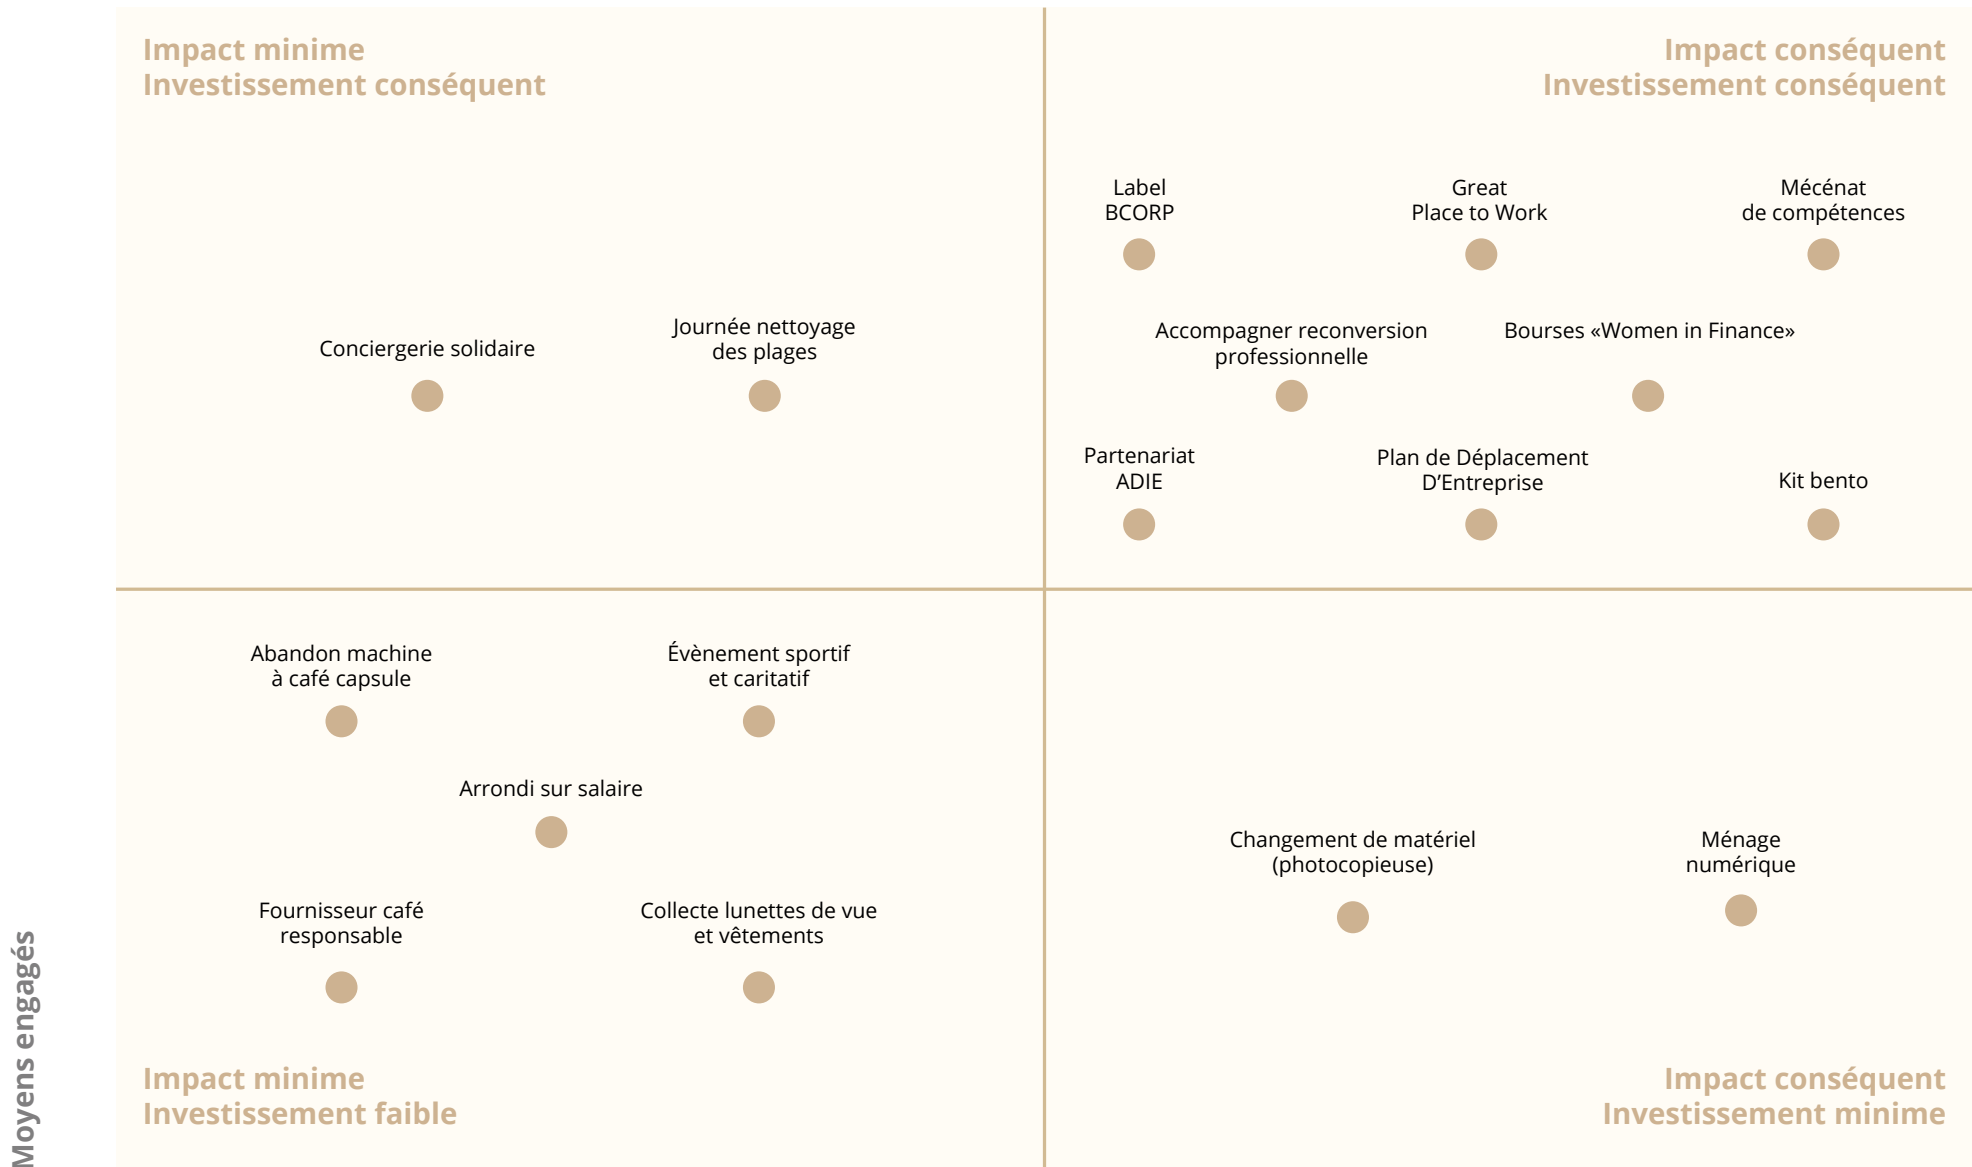 Impact minime
Investissement conséquent
Impact conséquent
Investissement conséquent
Label
BCORP
Great
Place to Work
Mécénat
de compétences
Conciergerie solidaire
Journée nettoyage
des plages
Accompagner reconversion
professionnelle
Bourses «Women in Finance»
Partenariat
ADIE
Plan de Déplacement
D’Entreprise
Kit bento
Abandon machine
à café capsule
Évènement sportif
et caritatif
Arrondi sur salaire
Fournisseur café
responsable
Collecte lunettes de vue
et vêtements
Changement de matériel
(photocopieuse)
Ménage
numérique
Impact minime
Investissement faible
Impact conséquent
Investissement minime
Moyens engagés